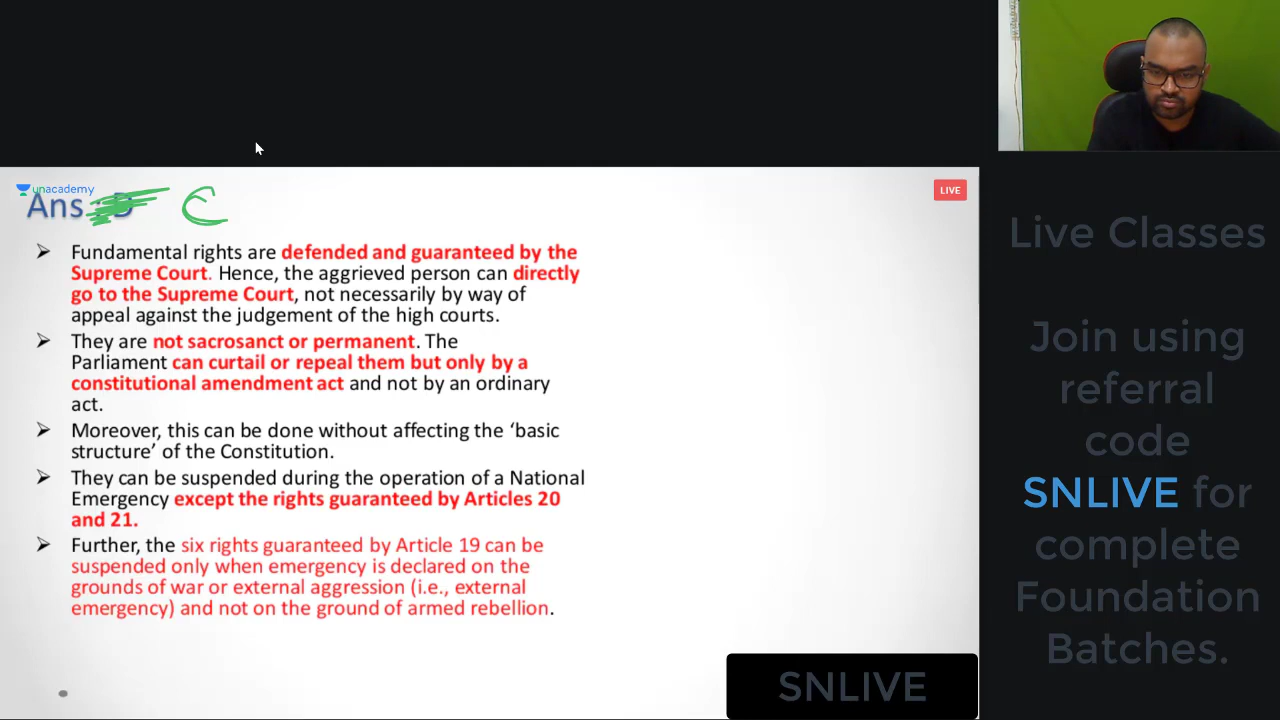 unacademy
Ans : D C
LIVE
➢ Fundamental rights are defended and guaranteed by the
Supreme Court. Hence, the aggrieved person can directly
go to the Supreme Court, not necessarily by way of
appeal against the judgement of the high courts.
➢ They are not sacrosanct or permanent. The
Parliament can curtail or repeal them but only by a
constitutional amendment act and not by an ordinary
act.
➢ Moreover, this can be done without affecting the ‘basic
structure’ of the Constitution.
➢ They can be suspended during the operation of a National
Emergency except the rights guaranteed by Articles 20
and 21.
➢ Further, the six rights guaranteed by Article 19 can be
suspended only when emergency is declared on the
grounds of war or external aggression (i.e., external
emergency) and not on the ground of armed rebellion.
SNLIVE
Live Classes
Join using
referral
code
SNLIVE for
complete
Foundation
Batches.